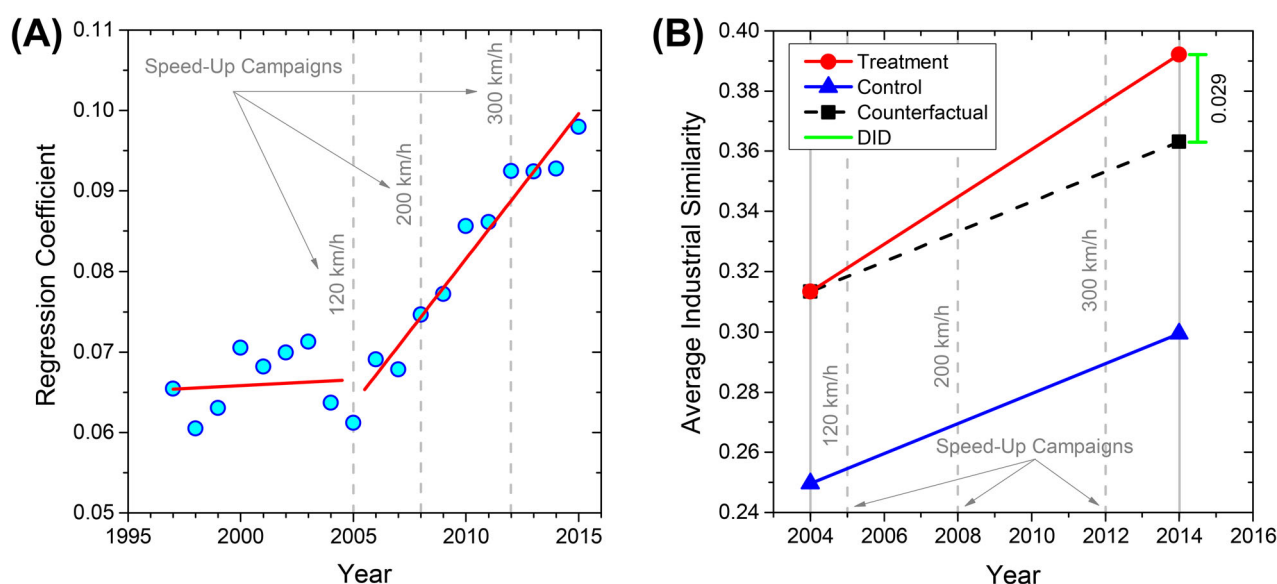 (A)
0.11
0.10
0.09
0.08
0.07
0.06
0.05
Regression Coefficient
Speed-Up Campaigns
120 km/h
200 km/h
300 km/h
1995
2000
2005
2010
2015
Year
(B)
0.40
0.38
0.36
0.34
0.32
0.30
0.28
0.26
0.24
Average Industrial Similarity
Treatment
Control
Counterfactual
DID
0.029
120 km/h
200 km/h
300 km/h
Speed-Up Campaigns
2004
2006
2008
2010
2012
2014
2016
Year